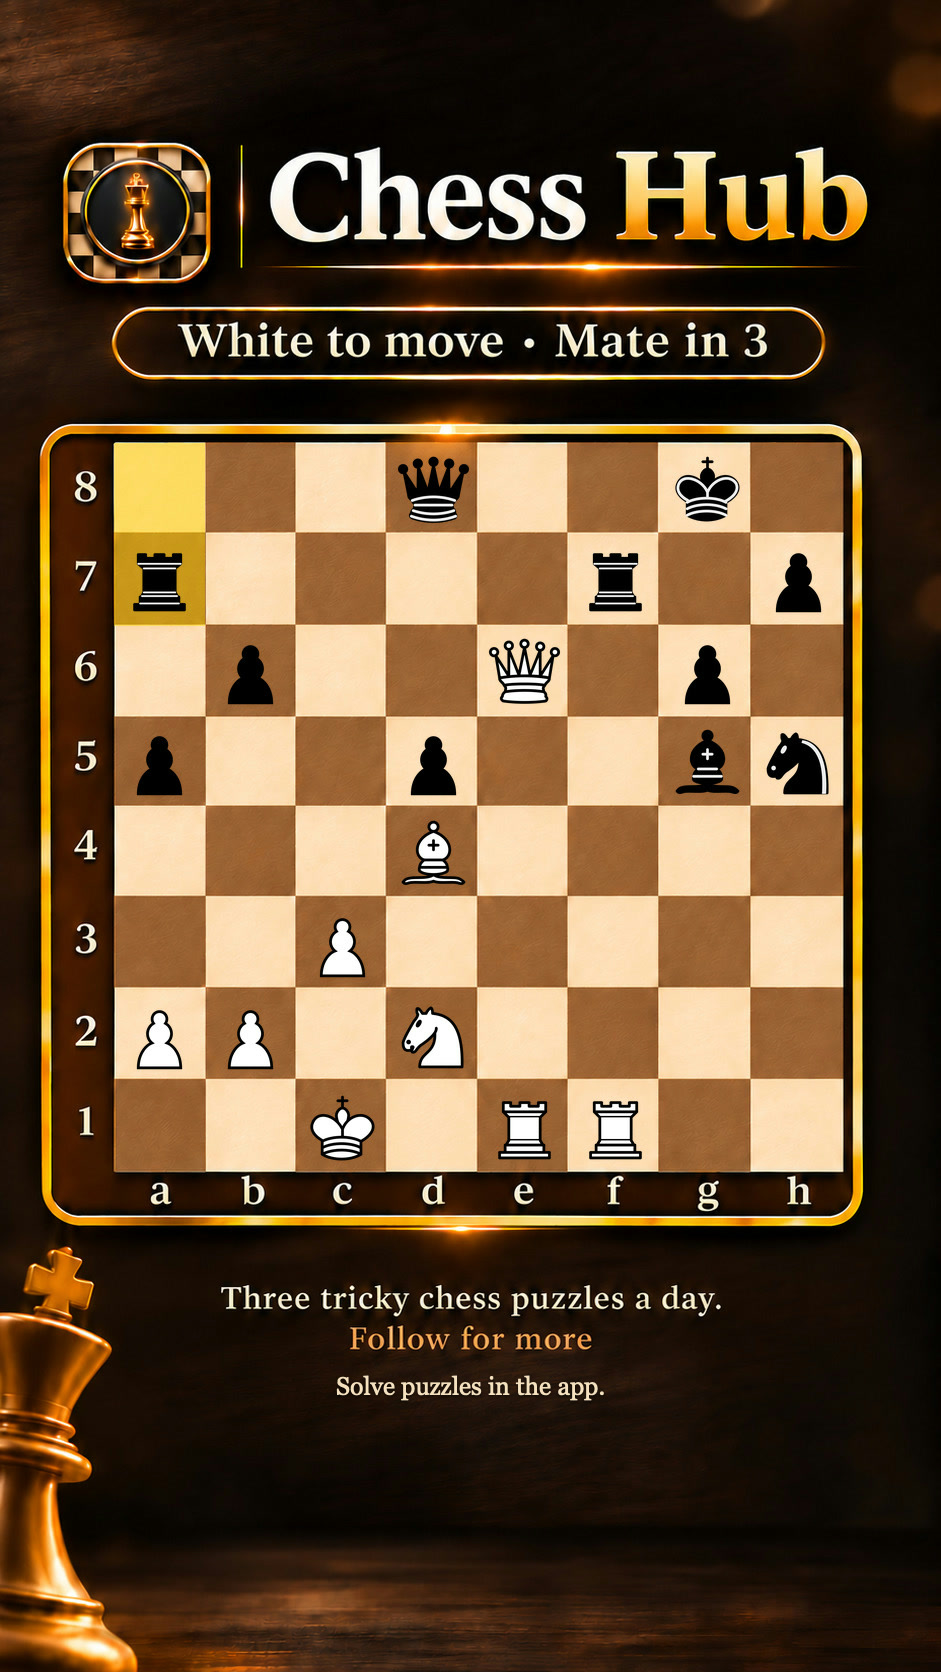 Chess Hub
White to move • Mate in 3
8
7
6
5
4
3
2
1
a b c d e f g h
Three tricky chess puzzles a day.
Follow for more
Solve puzzles in the app.